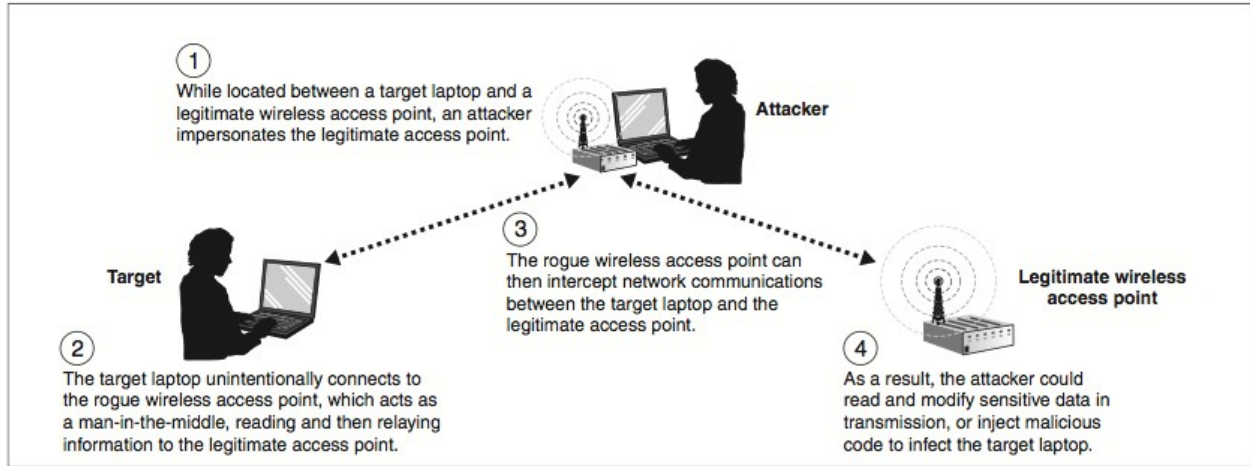 1
While located between a target laptop and a
legitimate wireless access point, an attacker
impersonates the legitimate access point.
Attacker
3
The rogue wireless access point can
then intercept network communications
between the target laptop and the
legitimate access point.
Target
Legitimate wireless
access point
2
The target laptop unintentionally connects to
the rogue wireless access point, which acts as
a man-in-the-middle, reading and then relaying
information to the legitimate access point.
4
As a result, the attacker could
read and modify sensitive data in
transmission, or inject malicious
code to infect the target laptop.